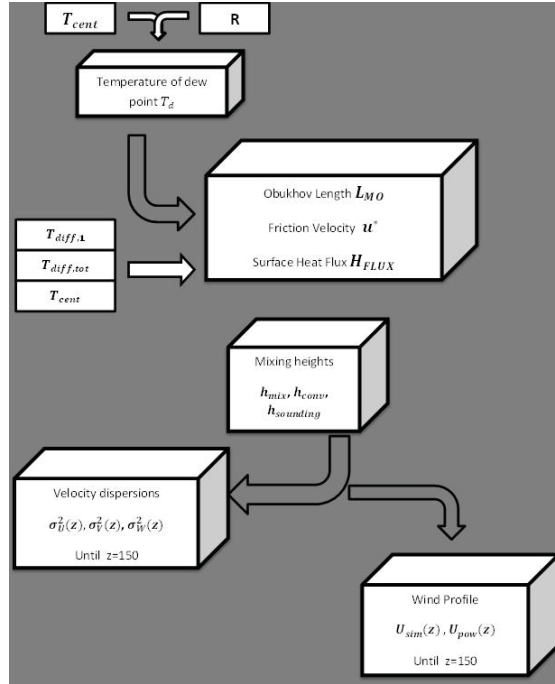 T_cent
R
Temperature of dew
point T_d
Obukhov Length L_MO
Friction Velocity u*
Surface Heat Flux H_FLUX
T_diff,1
T_diff,tot
T_cent
Mixing heights
h_mix, h_conv,
h_sounding
Velocity dispersions
σ²_U(z), σ²_V(z), σ²_W(z)
Until z=150
Wind Profile
U_sim(z) , U_pow(z)
Until z=150